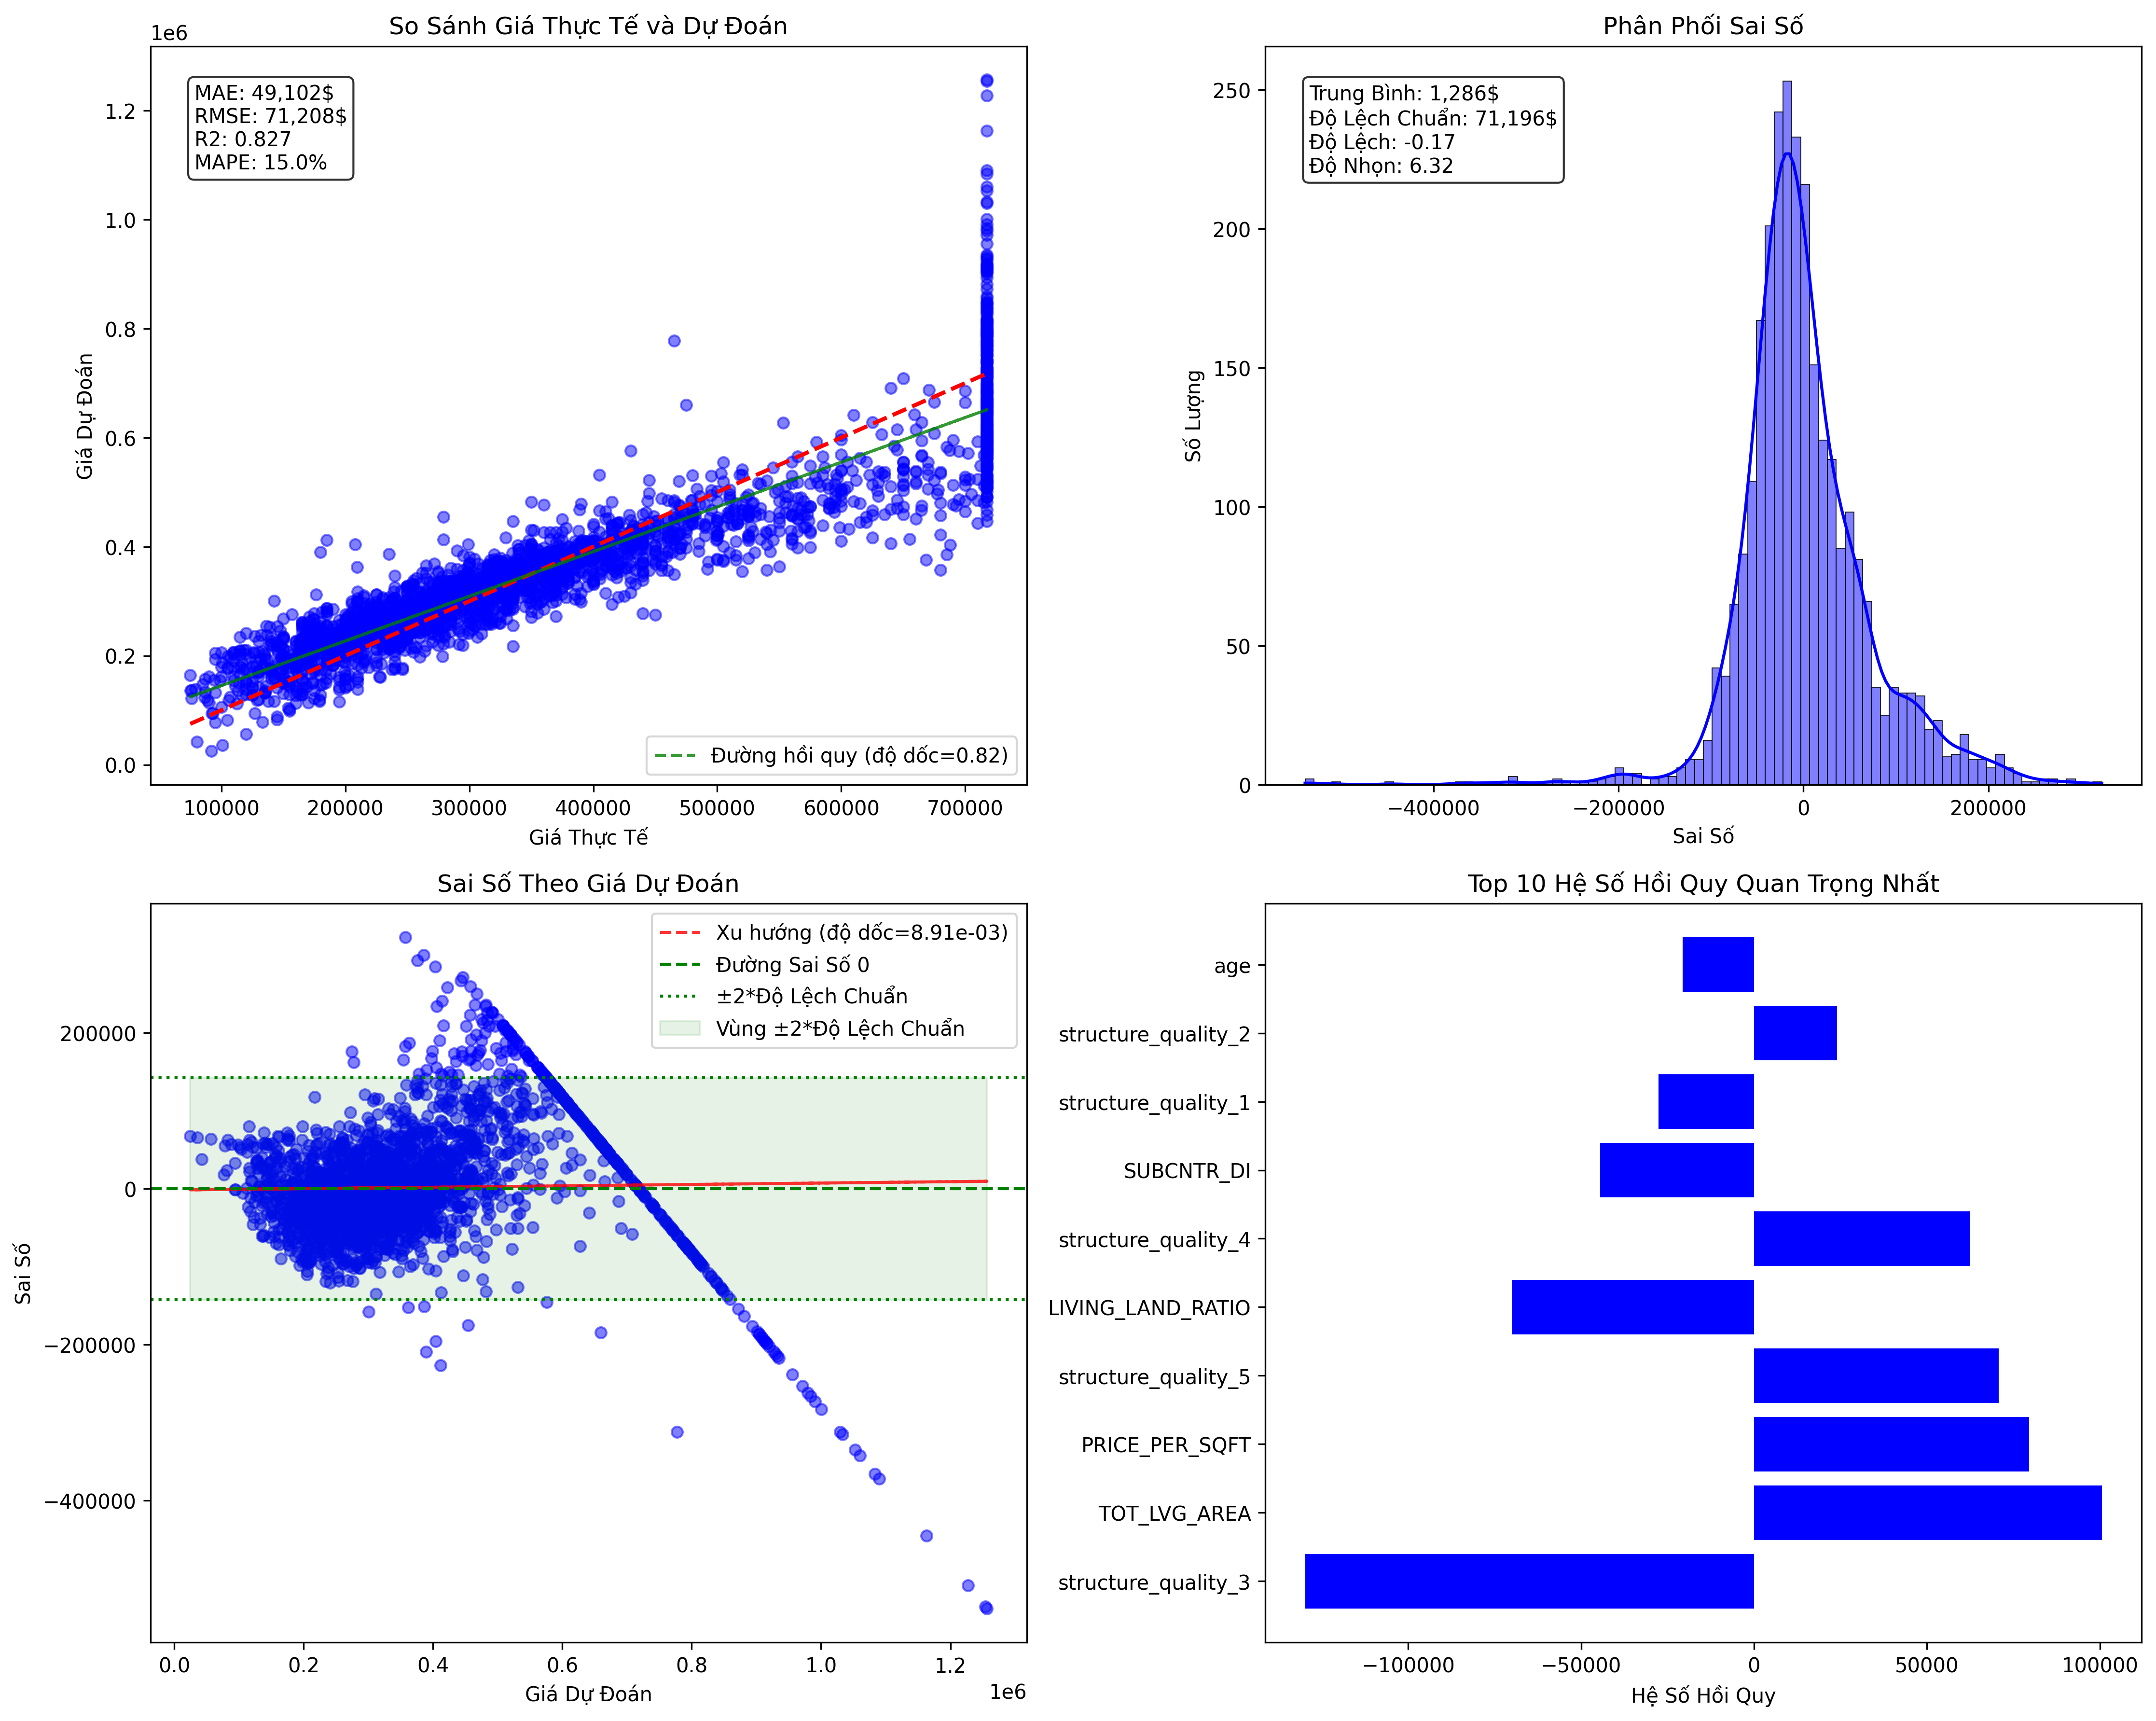 So Sánh Giá Thực Tế và Dự Đoán
1e6
MAE: 49,102$
RMSE: 71,208$
R2: 0.827
MAPE: 15.0%
1.2
1.0
0.8
0.6
0.4
0.2
0.0
Giá Dự Đoán
Đường hồi quy (độ dốc=0.82)
100000 200000 300000 400000 500000 600000 700000
Giá Thực Tế
Phân Phối Sai Số
Trung Bình: 1,286$
Độ Lệch Chuẩn: 71,196$
Độ Lệch: -0.17
Độ Nhọn: 6.32
250
200
150
100
50
0
Số Lượng
−400000 −200000 0 200000
Sai Số
Sai Số Theo Giá Dự Đoán
Xu hướng (độ dốc=8.91e-03)
Đường Sai Số 0
±2*Độ Lệch Chuẩn
Vùng ±2*Độ Lệch Chuẩn
200000
0
−200000
−400000
Sai Số
0.0 0.2 0.4 0.6 0.8 1.0 1.2
1e6
Giá Dự Đoán
Top 10 Hệ Số Hồi Quy Quan Trọng Nhất
age
structure_quality_2
structure_quality_1
SUBCNTR_DI
structure_quality_4
LIVING_LAND_RATIO
structure_quality_5
PRICE_PER_SQFT
TOT_LVG_AREA
structure_quality_3
−100000 −50000 0 50000 100000
Hệ Số Hồi Quy